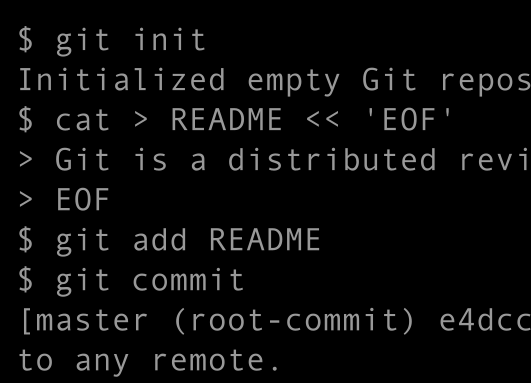 $ git init
Initialized empty Git repos
$ cat > README << 'EOF'
> Git is a distributed revi
> EOF
$ git add README
$ git commit
[master (root-commit) e4dcc
to any remote.